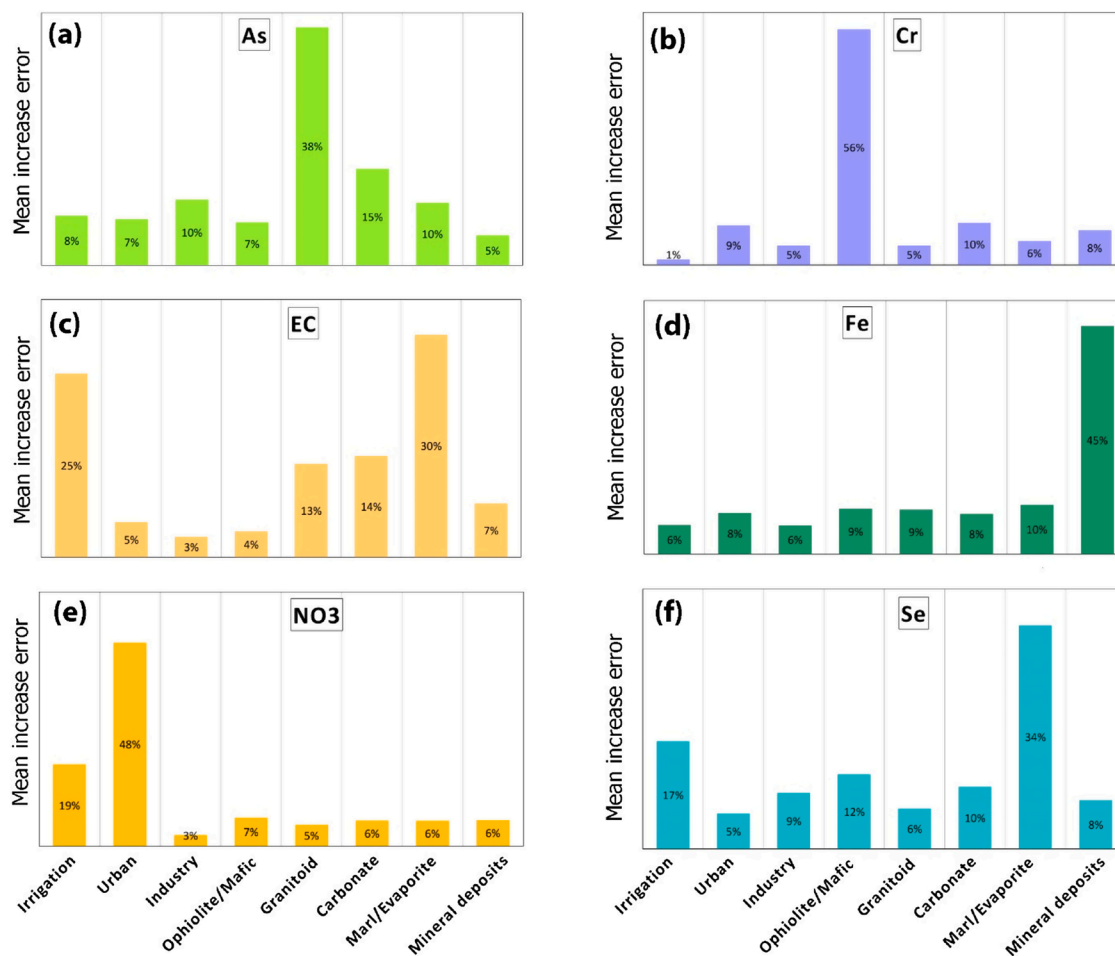 (a)
As
Mean increase error
8%
7%
10%
7%
38%
15%
10%
5%
(b)
Cr
Mean increase error
1%
9%
5%
56%
5%
10%
6%
8%
(c)
EC
Mean increase error
25%
5%
3%
4%
13%
14%
30%
7%
(d)
Fe
Mean increase error
6%
8%
6%
9%
9%
8%
10%
45%
(e)
NO3
Mean increase error
19%
48%
3%
7%
5%
6%
6%
6%
Irrigation
Urban
Industry
Ophiolite/Mafic
Granitoid
Carbonate
Marl/Evaporite
Mineral deposits
(f)
Se
Mean increase error
17%
5%
9%
12%
6%
10%
34%
8%
Irrigation
Urban
Industry
Ophiolite/Mafic
Granitoid
Carbonate
Marl/Evaporite
Mineral deposits